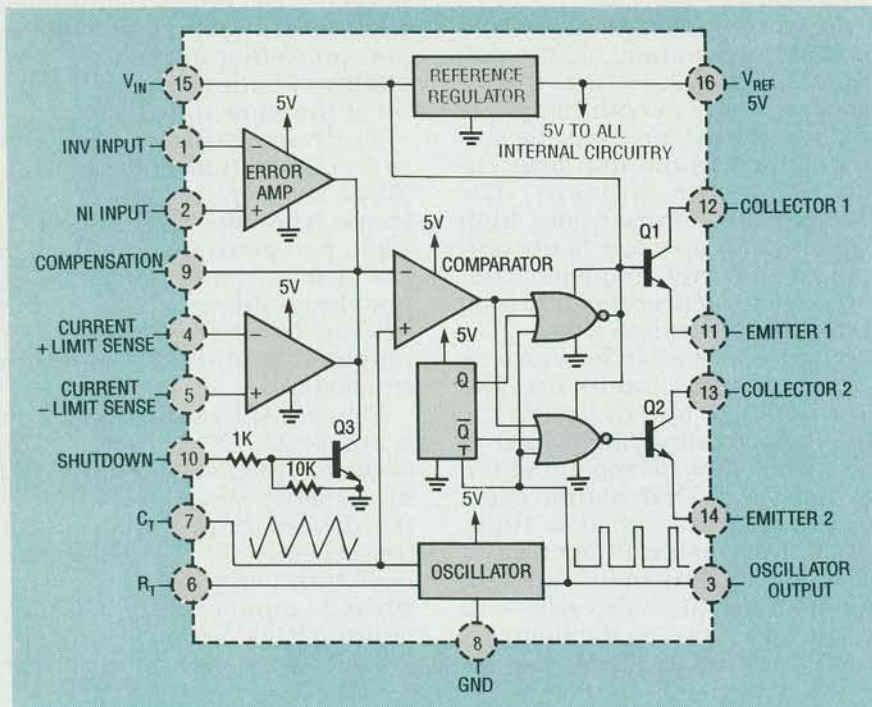 V_IN
15
REFERENCE
REGULATOR
16
V_REF
5V
5V TO ALL
INTERNAL CIRCUITRY
INV INPUT
1
5V
ERROR
AMP
NI INPUT
2
12
COLLECTOR 1
Q1
COMPENSATION
9
5V
COMPARATOR
CURRENT
+ LIMIT SENSE
4
5V
11
EMITTER 1
CURRENT
– LIMIT SENSE
5
5V
Q
13
COLLECTOR 2
Q2
SHUTDOWN
10
1K
Q3
10K
Q̅
T
5V
14
EMITTER 2
C_T
7
R_T
6
OSCILLATOR
3
OSCILLATOR
OUTPUT
8
GND